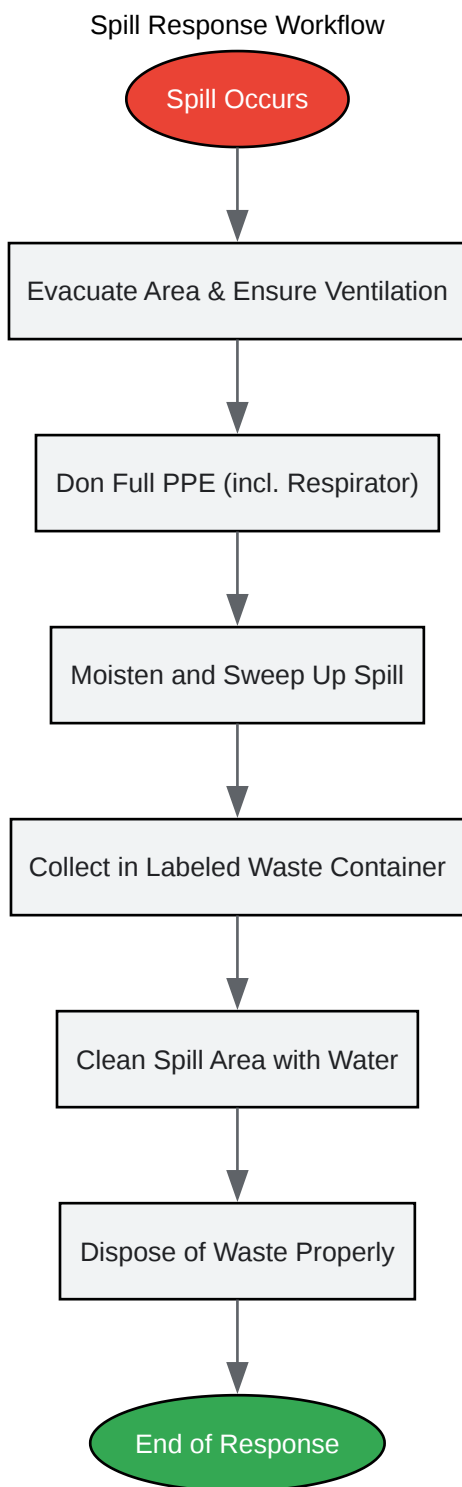 Spill Response Workflow
Spill Occurs
Evacuate Area & Ensure Ventilation
Don Full PPE (incl. Respirator)
Moisten and Sweep Up Spill
Collect in Labeled Waste Container
Clean Spill Area with Water
Dispose of Waste Properly
End of Response